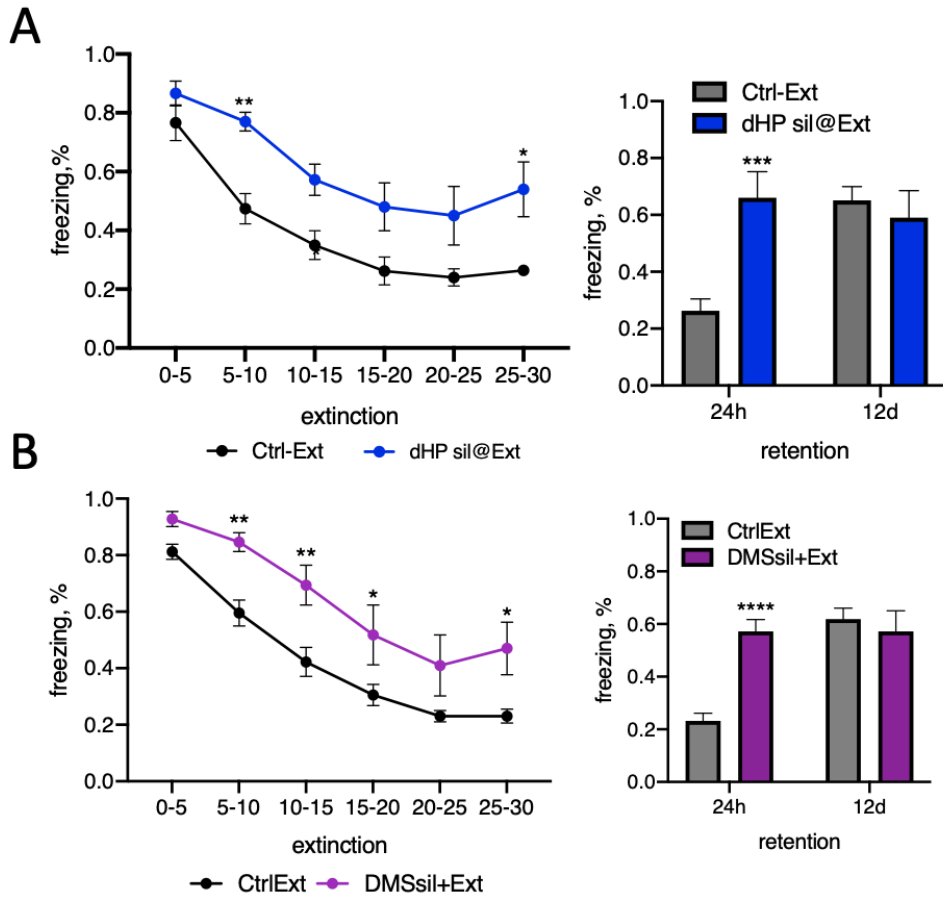 A
freezing,%
1.0
0.8
0.6
0.4
0.2
0.0
**
*
0-5 5-10 10-15 15-20 20-25 25-30
extinction
Ctrl-Ext dHP sil@Ext
Ctrl-Ext
dHP sil@Ext
freezing, %
1.0
0.8
0.6
0.4
0.2
0.0
***
24h 12d
retention
B
freezing, %
1.0
0.8
0.6
0.4
0.2
0.0
** ** * *
0-5 5-10 10-15 15-20 20-25 25-30
extinction
CtrlExt DMSsil+Ext
CtrlExt
DMSsil+Ext
freezing, %
1.0
0.8
0.6
0.4
0.2
0.0
****
24h 12d
retention